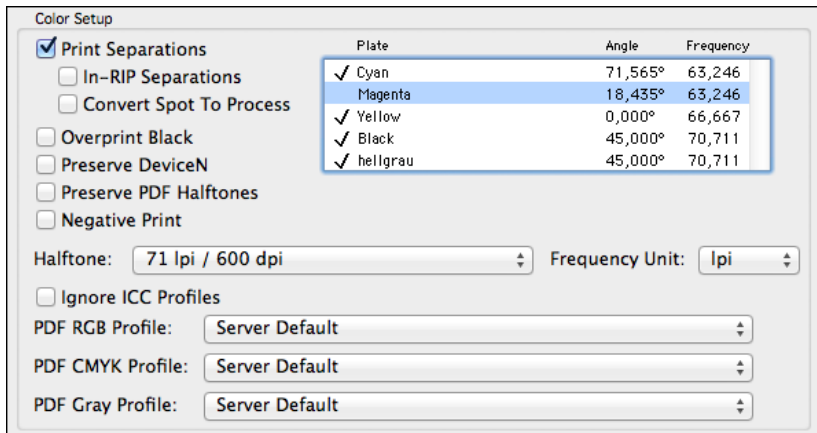 Color Setup
Print Separations
In-RIP Separations
Convert Spot To Process
Overprint Black
Preserve DeviceN
Preserve PDF Halftones
Negative Print
Plate Angle Frequency
✓ Cyan 71,565° 63,246
Magenta 18,435° 63,246
✓ Yellow 0,000° 66,667
✓ Black 45,000° 70,711
✓ hellgrau 45,000° 70,711
Halftone: 71 lpi / 600 dpi Frequency Unit: lpi
Ignore ICC Profiles
PDF RGB Profile: Server Default
PDF CMYK Profile: Server Default
PDF Gray Profile: Server Default